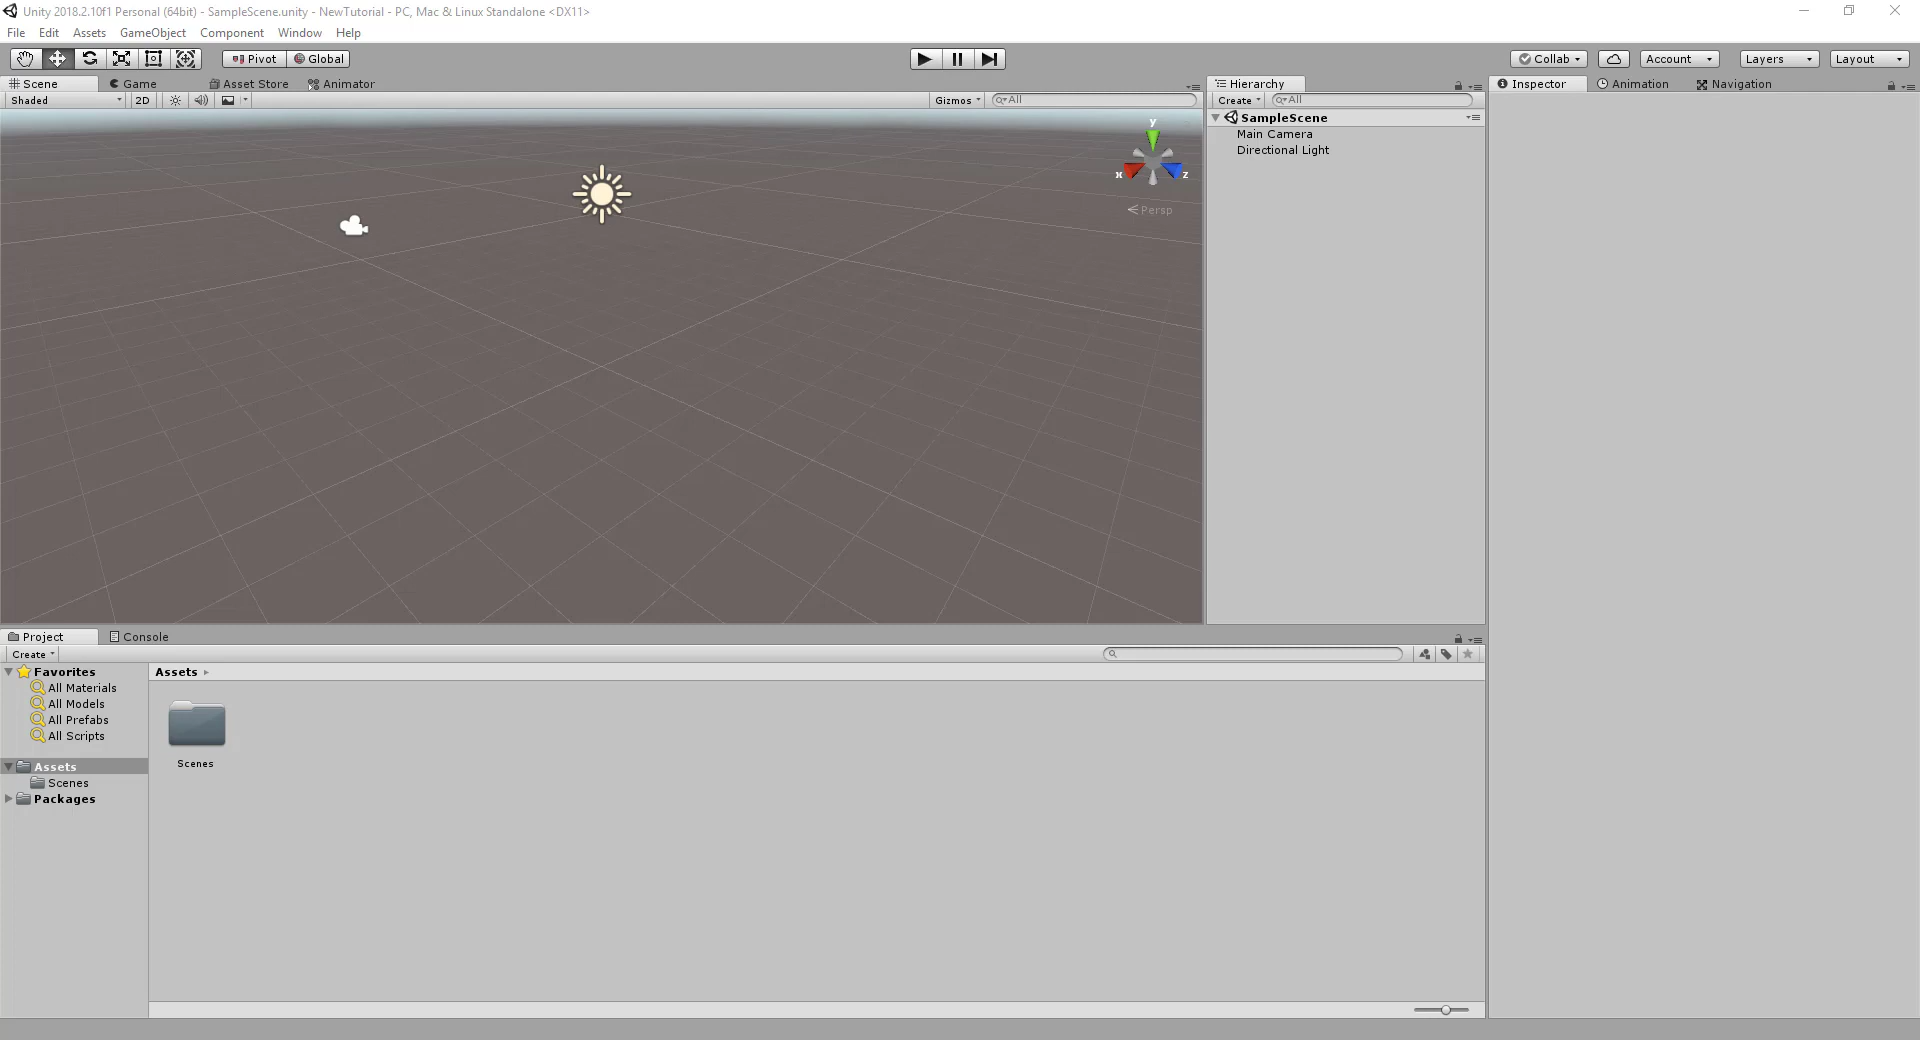 Unity 2018.2.10f1 Personal (64bit) - SampleScene.unity - NewTutorial - PC, Mac & Linux Standalone <DX11>
File Edit Assets GameObject Component Window Help
Pivot Global Collab Account Layers Layout
Scene Game Asset Store Animator
Shaded 2D Gizmos All
Hierarchy
Create All
SampleScene
Main Camera
Directional Light
Inspector Animation Navigation
y
x z
Persp
Project Console
Create
Favorites
All Materials
All Models
All Prefabs
All Scripts
Assets
Scenes
Packages
Assets
Scenes